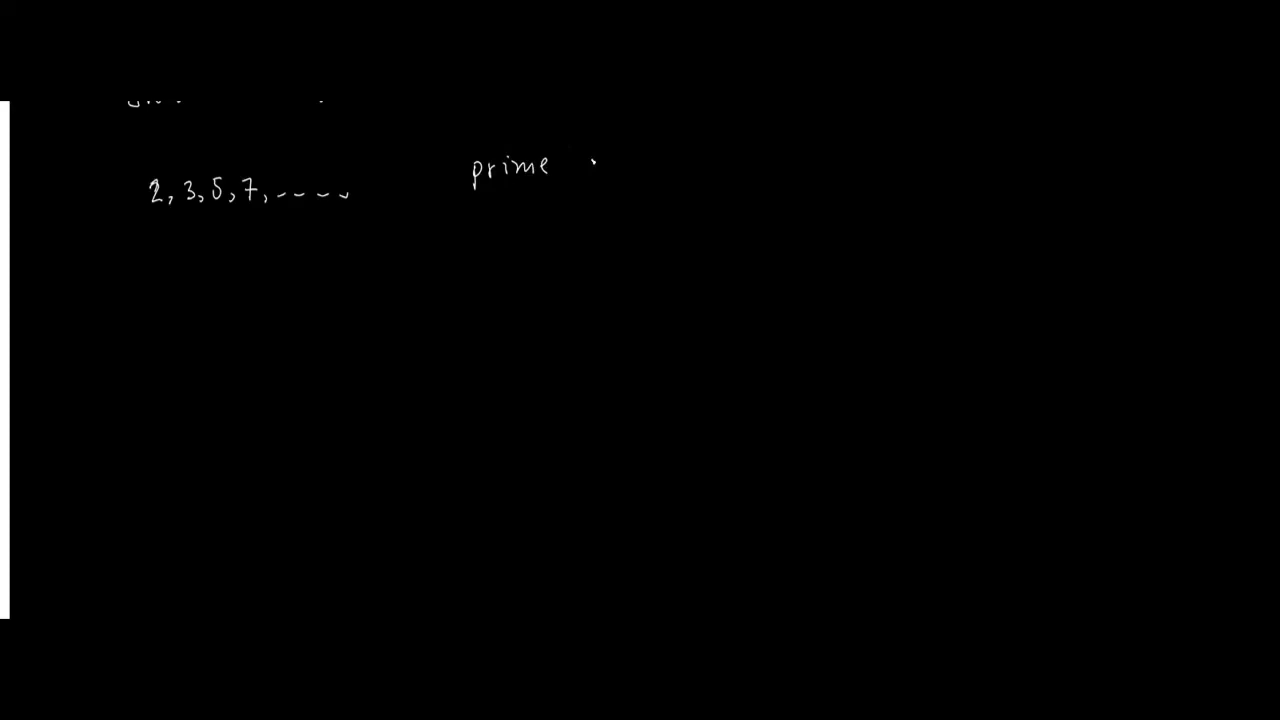 2, 3, 5, 7, ----
prime